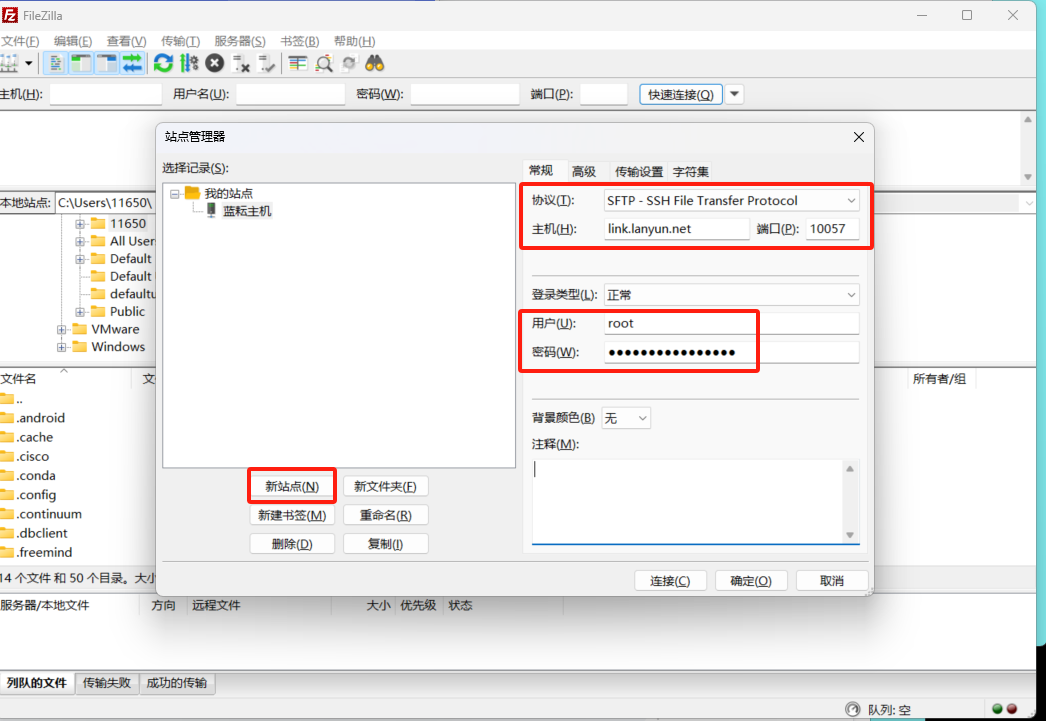 FileZilla
文件(F) 编辑(E) 查看(V) 传输(T) 服务器(S) 书签(B) 帮助(H)
主机(H): 用户名(U): 密码(W): 端口(P): 快速连接(Q)
站点管理器
选择记录(S):
我的站点
蓝耘主机
新站点(N) 新文件夹(F)
新建书签(M) 重命名(R)
删除(D) 复制(I)
常规 高级 传输设置 字符集
协议(T): SFTP - SSH File Transfer Protocol
主机(H): link.lanyun.net 端口(P): 10057
登录类型(L): 正常
用户(U): root
密码(W): ●●●●●●●●●●●●●●●●
背景颜色(B) 无
注释(M):
连接(C) 确定(O) 取消
本地站点: C:\Users\11650\
11650
All Users
Default
Default
defaultu
Public
VMware
Windows
文件名 文 所有者/组
..
.android
.cache
.cisco
.conda
.config
.continuum
.dbclient
.freemind
14 个文件 和 50 个目录。大小
服务器/本地文件 方向 远程文件 大小 优先级 状态
列队的文件 传输失败 成功的传输
队列: 空